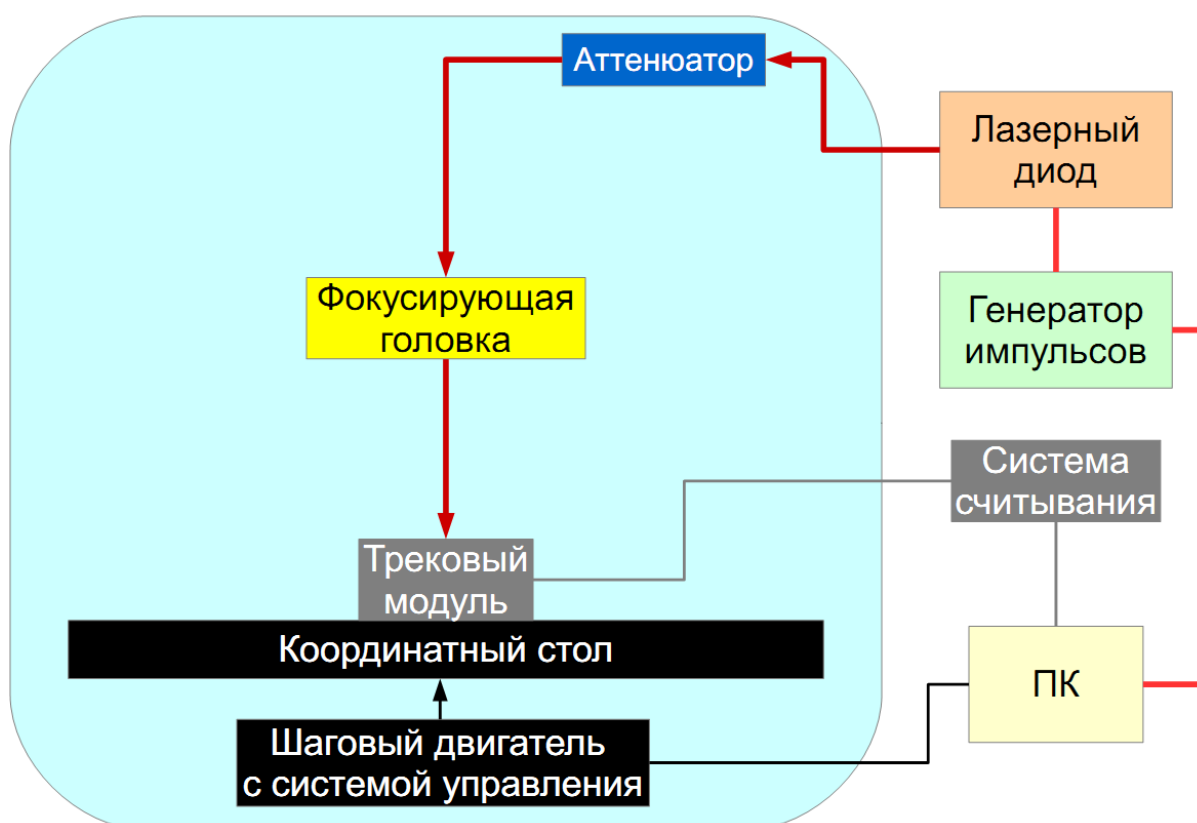 Аттенюатор
Лазерный
диод
Фокусирующая
головка
Генератор
импульсов
Система
считывания
Трековый
модуль
Координатный стол
ПК
Шаговый двигатель
с системой управления